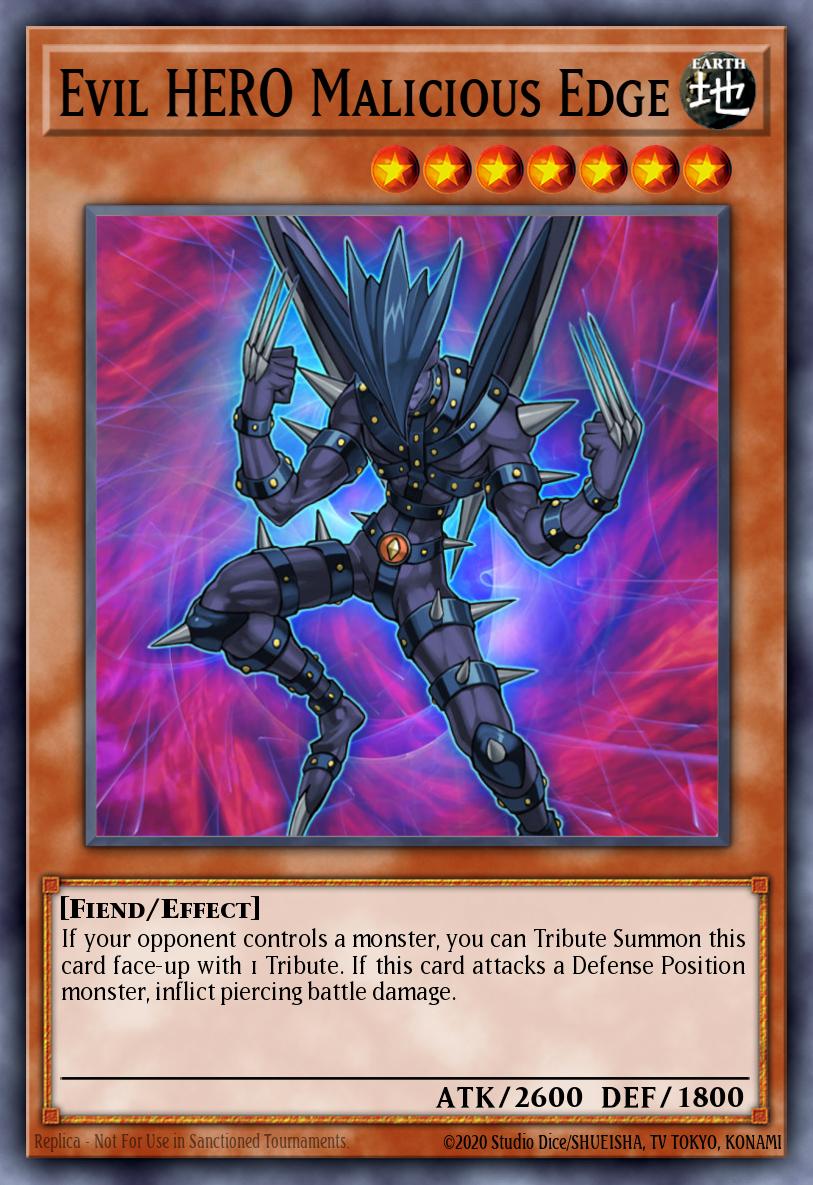 Evil HERO Malicious Edge
EARTH
地
[Fiend/Effect]
If your opponent controls a monster, you can Tribute Summon this
card face-up with 1 Tribute. If this card attacks a Defense Position
monster, inflict piercing battle damage.
ATK/2600 DEF/1800
Replica - Not For Use in Sanctioned Tournaments.
©2020 Studio Dice/SHUEISHA, TV TOKYO, KONAMI